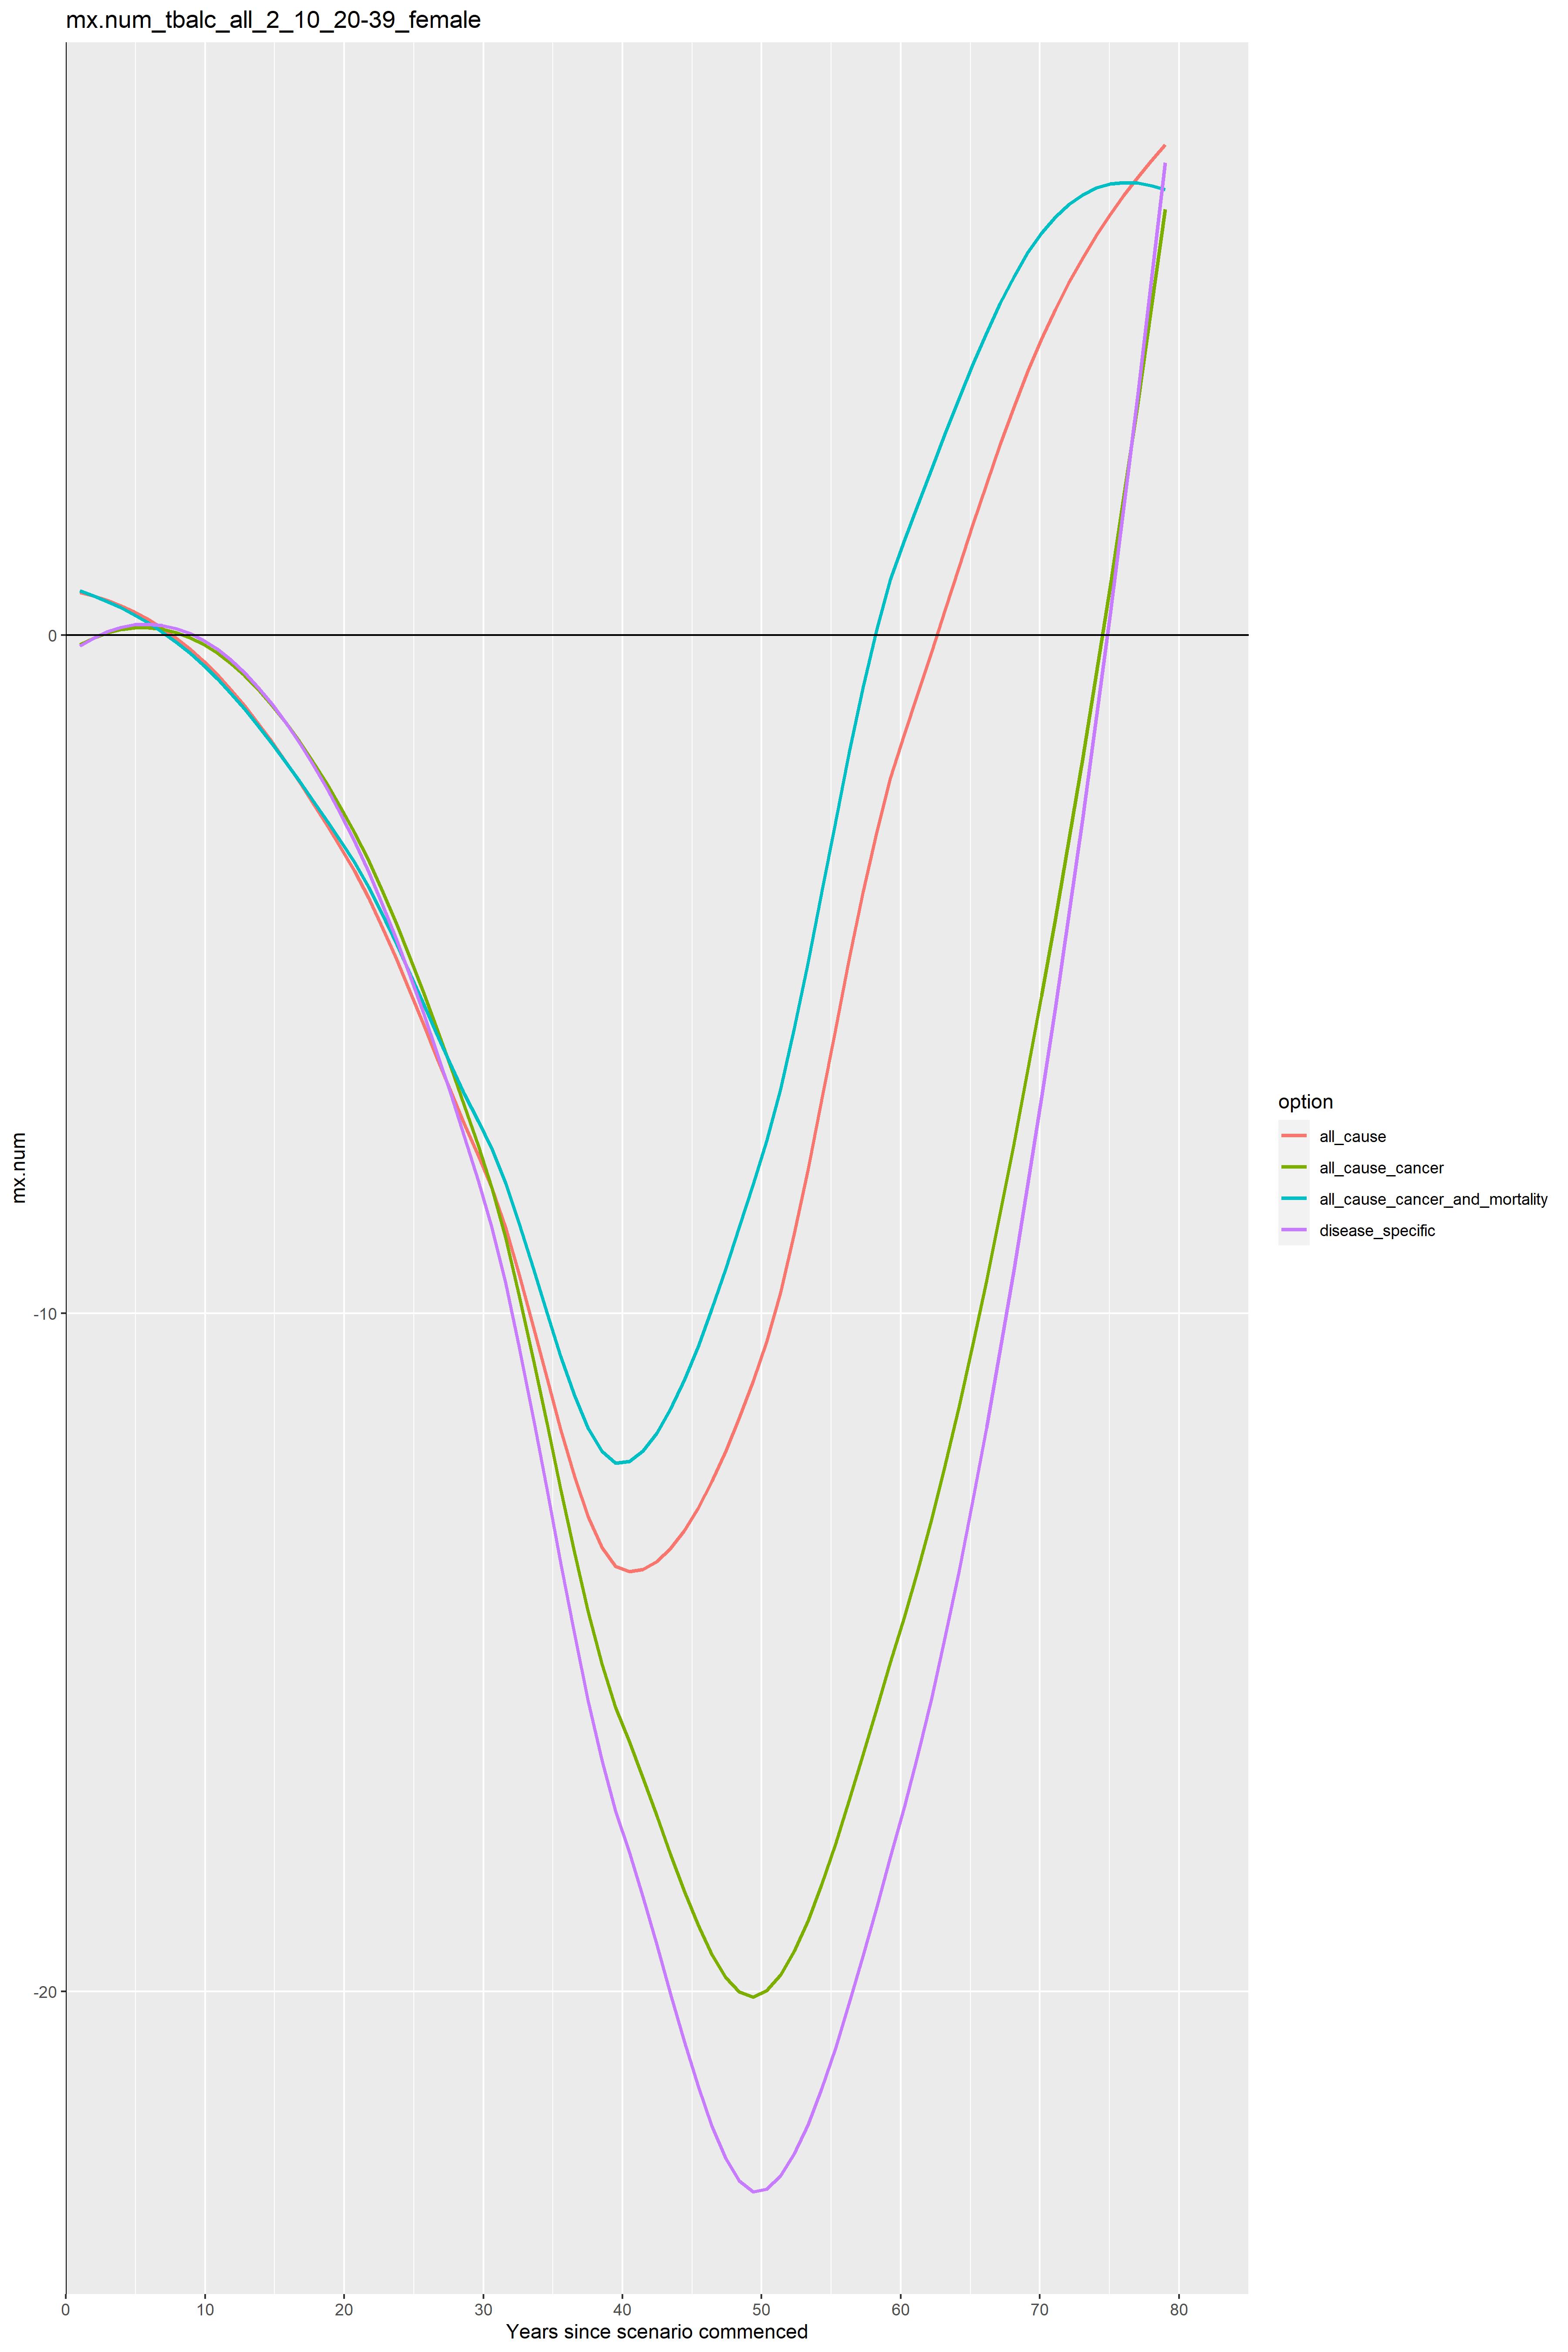 mx.num_tbalc_all_2_10_20-39_female
0
-10
-20
mx.num
0 10 20 30 40 50 60 70 80
Years since scenario commenced
option
all_cause
all_cause_cancer
all_cause_cancer_and_mortality
disease_specific